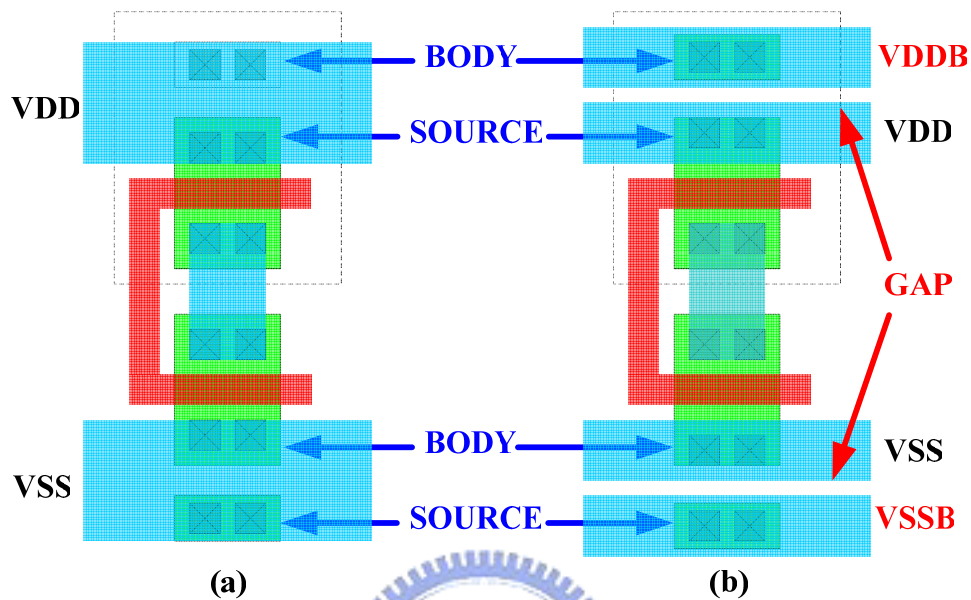 BODY
VDDB
VDD
SOURCE
VDD
GAP
BODY
VSS
VSS
SOURCE
VSSB
(a)
(b)